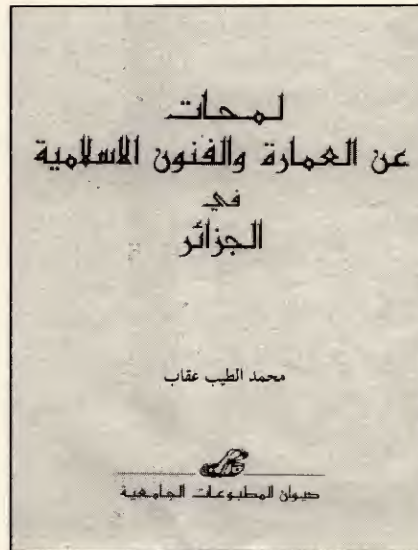 لمحات
عن العمارة والفنون الاسلامية
في
الجزائر
محمد الطيب عقاب
ديوان المطبوعات الجامعية